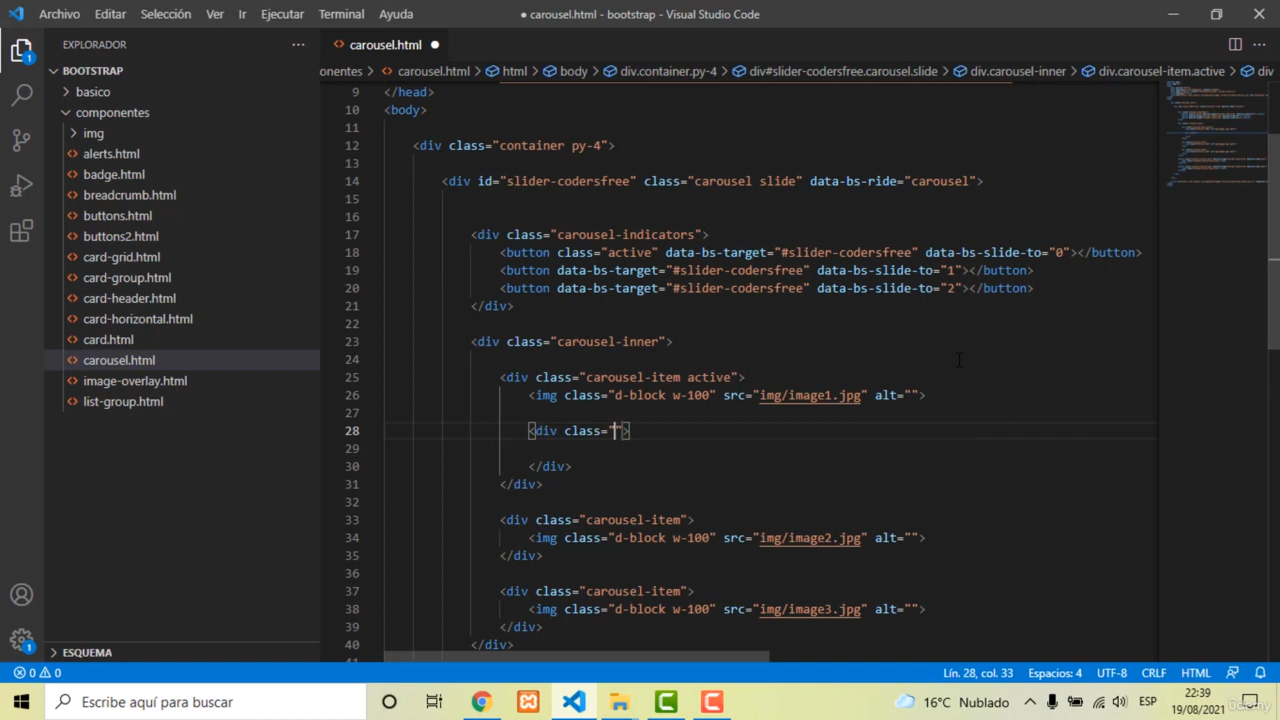 Archivo Editar Selección Ver Ir Ejecutar Terminal Ayuda
● carousel.html - bootstrap - Visual Studio Code
EXPLORADOR
carousel.html
BOOTSTRAP
onentes > carousel.html > html > body > div.container.py-4 > div#slider-codersfree.carousel.slide > div.carousel-inner > div.carousel-item.active > div
basico
componentes
img
alerts.html
badge.html
breadcrumb.html
buttons.html
buttons2.html
card-grid.html
card-group.html
card-header.html
card-horizontal.html
card.html
carousel.html
image-overlay.html
list-group.html
ESQUEMA
9 </head>
10 <body>
11
12 <div class="container py-4">
13
14 <div id="slider-codersfree" class="carousel slide" data-bs-ride="carousel">
15
16
17 <div class="carousel-indicators">
18 <button class="active" data-bs-target="#slider-codersfree" data-bs-slide-to="0"></button>
19 <button data-bs-target="#slider-codersfree" data-bs-slide-to="1"></button>
20 <button data-bs-target="#slider-codersfree" data-bs-slide-to="2"></button>
21 </div>
22
23 <div class="carousel-inner">
24
25 <div class="carousel-item active">
26 <img class="d-block w-100" src="img/image1.jpg" alt="">
27
28 <div class="">
29
30 </div>
31 </div>
32
33 <div class="carousel-item">
34 <img class="d-block w-100" src="img/image2.jpg" alt="">
35 </div>
36
37 <div class="carousel-item">
38 <img class="d-block w-100" src="img/image3.jpg" alt="">
39 </div>
40 </div>
0 0
Lín. 28, col. 33 Espacios: 4 UTF-8 CRLF HTML
Escribe aquí para buscar
16°C Nublado
ESP
22:39
19/08/2021
Udemy